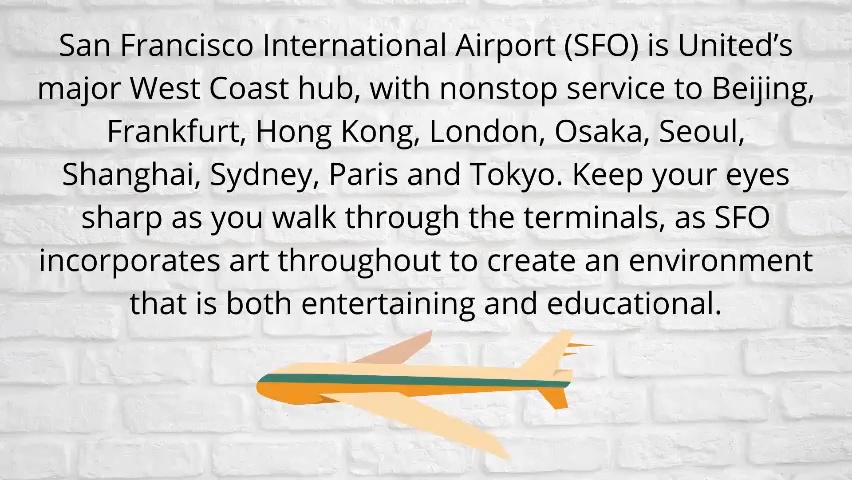 San Francisco International Airport (SFO) is United’s
major West Coast hub, with nonstop service to Beijing,
Frankfurt, Hong Kong, London, Osaka, Seoul,
Shanghai, Sydney, Paris and Tokyo. Keep your eyes
sharp as you walk through the terminals, as SFO
incorporates art throughout to create an environment
that is both entertaining and educational.